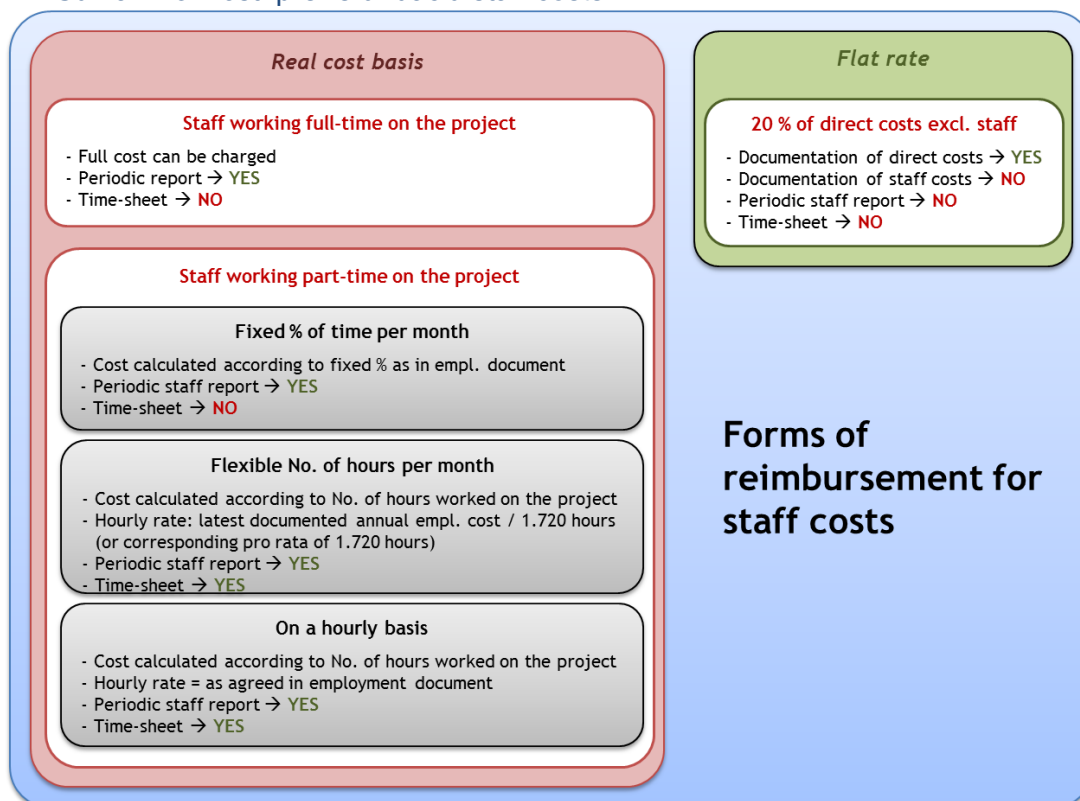 Real cost basis
Staff working full-time on the project
- Full cost can be charged
- Periodic report → YES
- Time-sheet → NO
Staff working part-time on the project
Fixed % of time per month
- Cost calculated according to fixed % as in empl. document
- Periodic staff report → YES
- Time-sheet → NO
Flexible No. of hours per month
- Cost calculated according to No. of hours worked on the project
- Hourly rate: latest documented annual empl. cost / 1.720 hours
(or corresponding pro rata of 1.720 hours)
- Periodic staff report → YES
- Time-sheet → YES
On a hourly basis
- Cost calculated according to No. of hours worked on the project
- Hourly rate = as agreed in employment document
- Periodic staff report → YES
- Time-sheet → YES
Flat rate
20 % of direct costs excl. staff
- Documentation of direct costs → YES
- Documentation of staff costs → NO
- Periodic staff report → NO
- Time-sheet → NO
Forms of
reimbursement for
staff costs